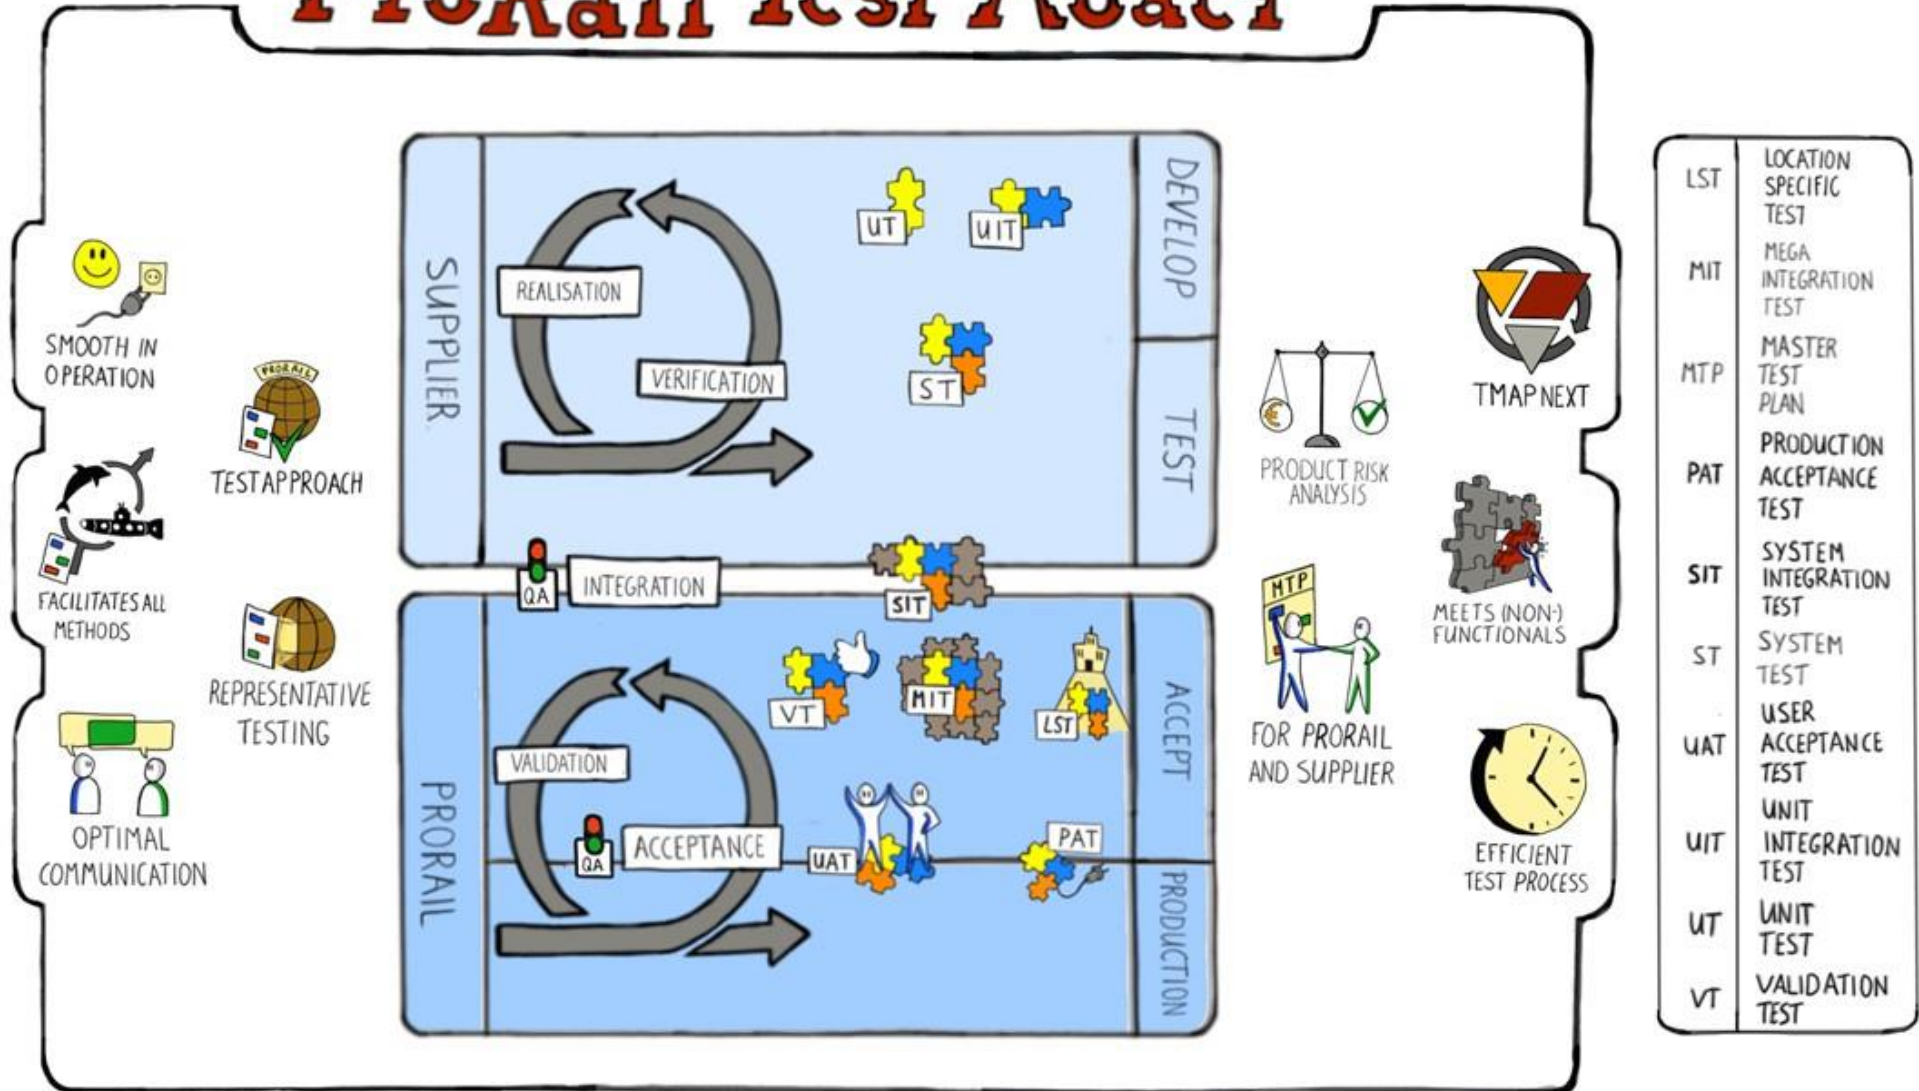 ProRail Test Aproach
SMOOTH IN
OPERATION
PRORAIL
TESTAPPROACH
FACILITATES ALL
METHODS
REPRESENTATIVE
TESTING
OPTIMAL
COMMUNICATION
SUPPLIER
REALISATION
VERIFICATION
UT
UIT
ST
DEVELOP
TEST
QA
INTEGRATION
SIT
PRORAIL
VALIDATION
QA
ACCEPTANCE
VT
MIT
LST
UAT
PAT
ACCEPT
PRODUCTION
€
PRODUCT RISK
ANALYSIS
MTP
FOR PRORAIL
AND SUPPLIER
TMAP NEXT
MEETS (NON-)
FUNCTIONALS
EFFICIENT
TEST PROCESS
LST
LOCATION
SPECIFIC
TEST
MIT
MEGA
INTEGRATION
TEST
MTP
MASTER
TEST
PLAN
PAT
PRODUCTION
ACCEPTANCE
TEST
SIT
SYSTEM
INTEGRATION
TEST
ST
SYSTEM
TEST
UAT
USER
ACCEPTANCE
TEST
UIT
UNIT
INTEGRATION
TEST
UT
UNIT
TEST
VT
VALIDATION
TEST